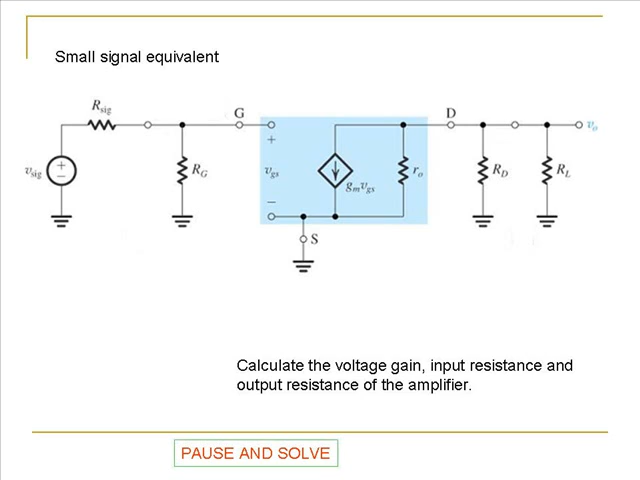 Small signal equivalent
Rsig
G
D
vo
+
+
−
vsig
RG
vgs
gmvgs
ro
RD
RL
−
S
Calculate the voltage gain, input resistance and
output resistance of the amplifier.
PAUSE AND SOLVE